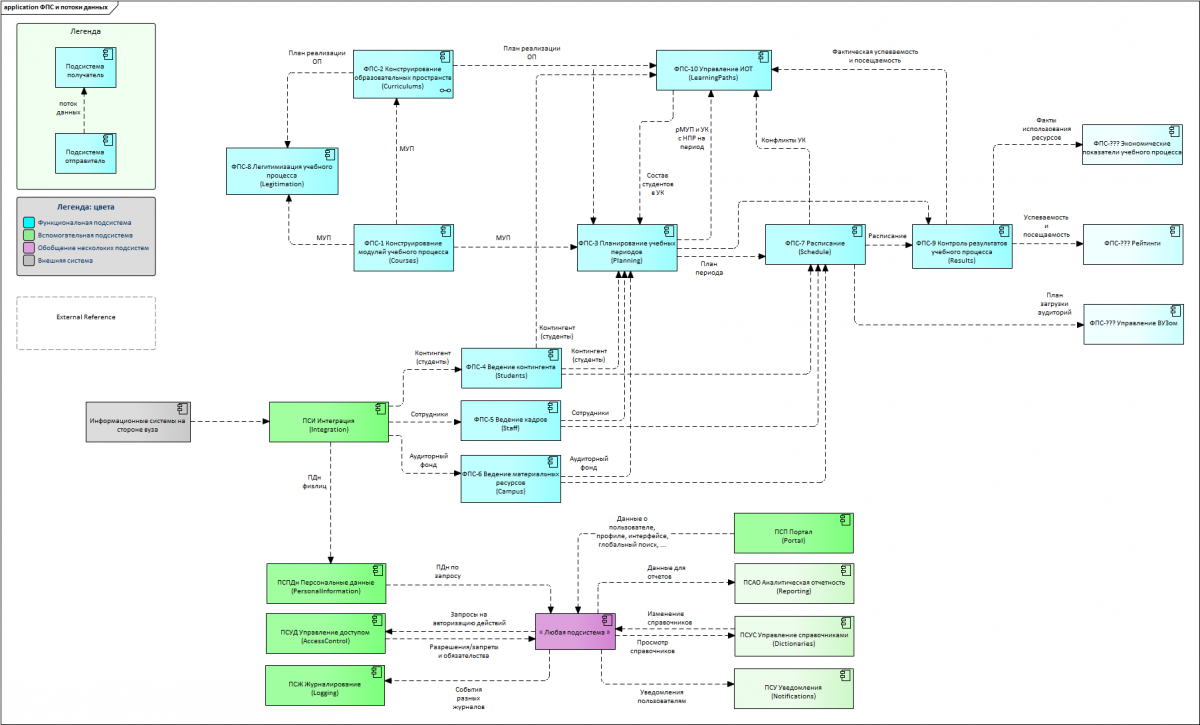 application ФПС и потоки данных
Легенда
Подсистема
получатель
поток
данных
Подсистема
отправитель
Легенда: цвета
Функциональная подсистема
Вспомогательная подсистема
Обобщение нескольких подсистем
Внешняя система
External Reference
План реализации
ОП
ФПС-2 Конструирование
образовательных пространств
(Curriculums)
План реализации
ОП
ФПС-10 Управление ИОТ
(LearningPaths)
Фактическая успеваемость
и посещаемость
МУП
рМУП и УК
с НПР на
период
Конфликты УК
Факты
использования
ресурсов
ФПС-??? Экономические
показатели учебного процесса
ФПС-8 Легитимизация учебного
процесса
(Legitimation)
Состав
студентов
в УК
МУП
ФПС-1 Конструирование
модулей учебного процесса
(Courses)
МУП
ФПС-3 Планирование учебных
периодов
(Planning)
План
периода
ФПС-7 Расписание
(Schedule)
Расписание
ФПС-9 Контроль результатов
учебного процесса
(Results)
Успеваемость
и
посещаемость
ФПС-??? Рейтинги
План
загрузки
аудиторий
ФПС-??? Управление ВУЗом
Контингент
(студенты)
Контингент
(студенты)
ФПС-4 Ведение контингента
(Students)
Контингент
(студенты)
Информационные системы на
стороне вуза
ПСИ Интеграция
(Integration)
Сотрудники
ФПС-5 Ведение кадров
(Staff)
Сотрудники
Аудиторный
фонд
ФПС-6 Ведение материальных
ресурсов
(Campus)
Аудиторный
фонд
ПДн
физлиц
Данные о
пользователе,
профиле, интерфейсе,
глобальный поиск, ...
ПСП Портал
(Portal)
ПСПДн Персональные данные
(PersonalInformation)
ПДн по
запросу
Данные для
отчетов
ПСАО Аналитическая отчетность
(Reporting)
ПСУД Управление доступом
(AccessControl)
Запросы на
авторизацию действий
Разрешения/запреты
и обязательства
« Любая подсистема »
Изменение
справочников
Просмотр
справочников
ПСУС Управление справочниками
(Dictionaries)
ПСЖ Журналирование
(Logging)
События
разных
журналов
Уведомления
пользователям
ПСУ Уведомления
(Notifications)